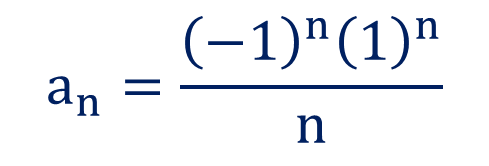 aₙ = (−1)ⁿ(1)ⁿ / n